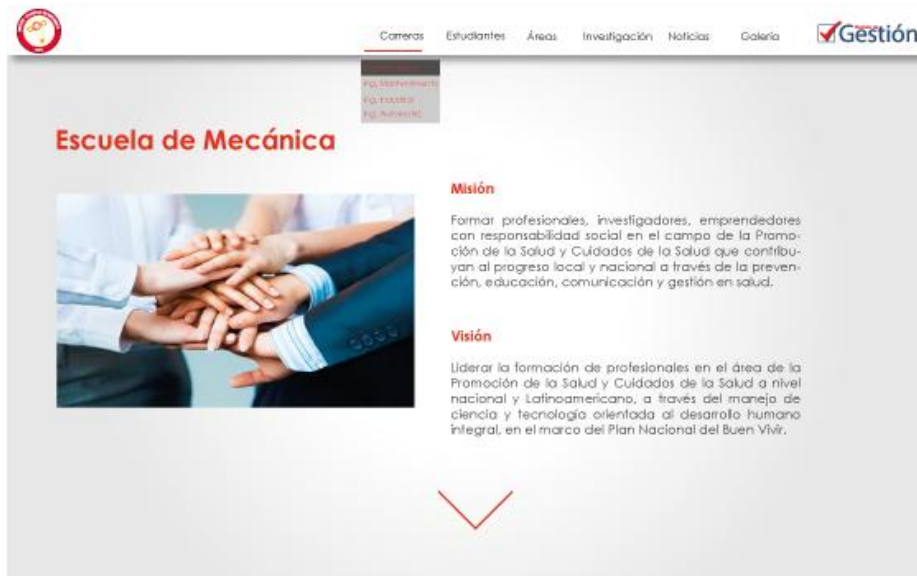 Carreras Estudiantes Áreas Investigación Noticias Galería
Gestión
Ing. Mantenimiento
Ing. Industrial
Ing. Automotriz
Escuela de Mecánica
Misión
Formar profesionales, investigadores, emprendedores
con responsabilidad social en el campo de la Promo-
ción de la Salud y Cuidados de la Salud que contribu-
yan al progreso local y nacional a través de la preven-
ción, educación, comunicación y gestión en salud.
Visión
Liderar la formación de profesionales en el área de la
Promoción de la Salud y Cuidados de la Salud a nivel
nacional y Latinoamericano, a través del manejo de
ciencia y tecnología orientada al desarrollo humano
integral, en el marco del Plan Nacional del Buen Vivir.